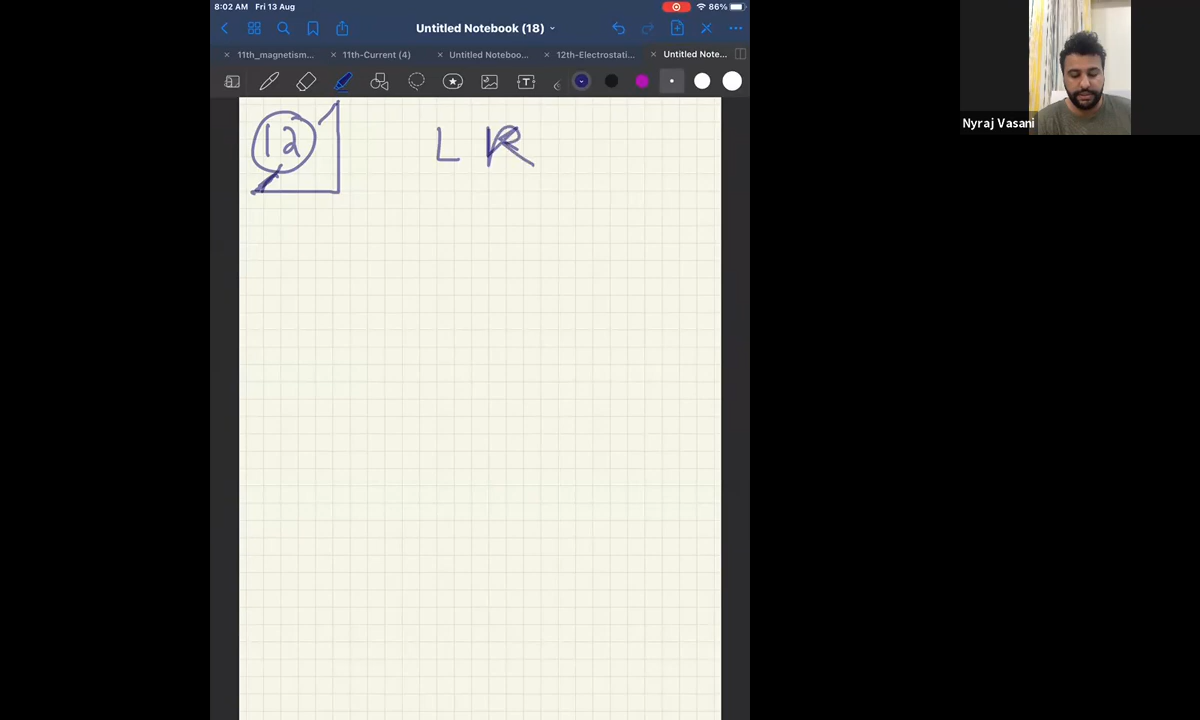 8:02 AM Fri 13 Aug
86%
Untitled Notebook (18)
11th_magnetism...
11th-Current (4)
Untitled Noteboo...
12th-Electrostati...
Untitled Note...
T
12
L R
Nyraj Vasani